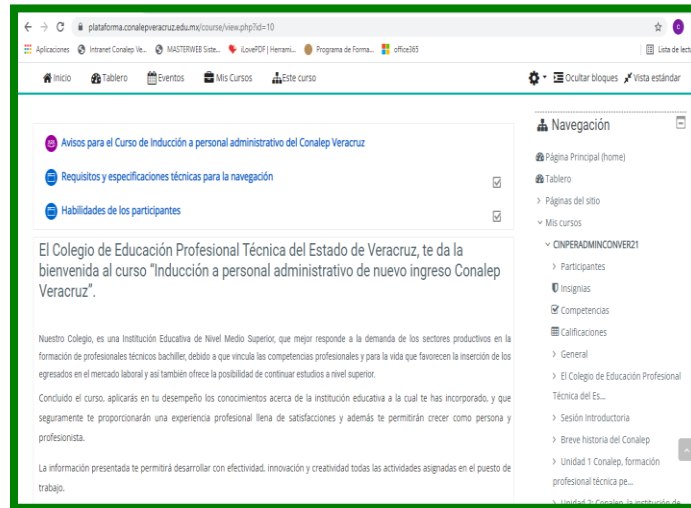 plataforma.conalepveracruz.edu.mx/course/view.php?id=10
Aplicaciones Intranet Conalep Ve... MASTERWEB Siste... iLovePDF | Herrami... Programa de Forma... office365 Lista de lect
Inicio Tablero Eventos Mis Cursos Este curso Ocultar bloques Vista estándar
Avisos para el Curso de Inducción a personal administrativo del Conalep Veracruz
Requisitos y especificaciones técnicas para la navegación
Habilidades de los participantes
El Colegio de Educación Profesional Técnica del Estado de Veracruz, te da la
bienvenida al curso “Inducción a personal administrativo de nuevo ingreso Conalep
Veracruz”.
Nuestro Colegio, es una Institución Educativa de Nivel Medio Superior, que mejor responde a la demanda de los sectores productivos en la
formación de profesionales técnicos bachiller, debido a que vincula las competencias profesionales y para la vida que favorecen la inserción de los
egresados en el mercado laboral y así también ofrece la posibilidad de continuar estudios a nivel superior.
Concluido el curso, aplicarás en tu desempeño los conocimientos acerca de la institución educativa a la cual te has incorporado. y que
seguramente te proporcionarán una experiencia profesional llena de satisfacciones y además te permitirán crecer como persona y
profesionista.
La información presentada te permitirá desarrollar con efectividad. innovación y creatividad todas las actividades asignadas en el puesto de
trabajo.
Navegación
Página Principal (home)
Tablero
Páginas del sitio
Mis cursos
CINPERADMINCONVER21
Participantes
Insignias
Competencias
Calificaciones
General
El Colegio de Educación Profesional
Técnica del Es...
Sesión Introductoria
Breve historia del Conalep
Unidad 1 Conalep, formación
profesional técnica pe...
Unidad 2: Conalep, la institución de